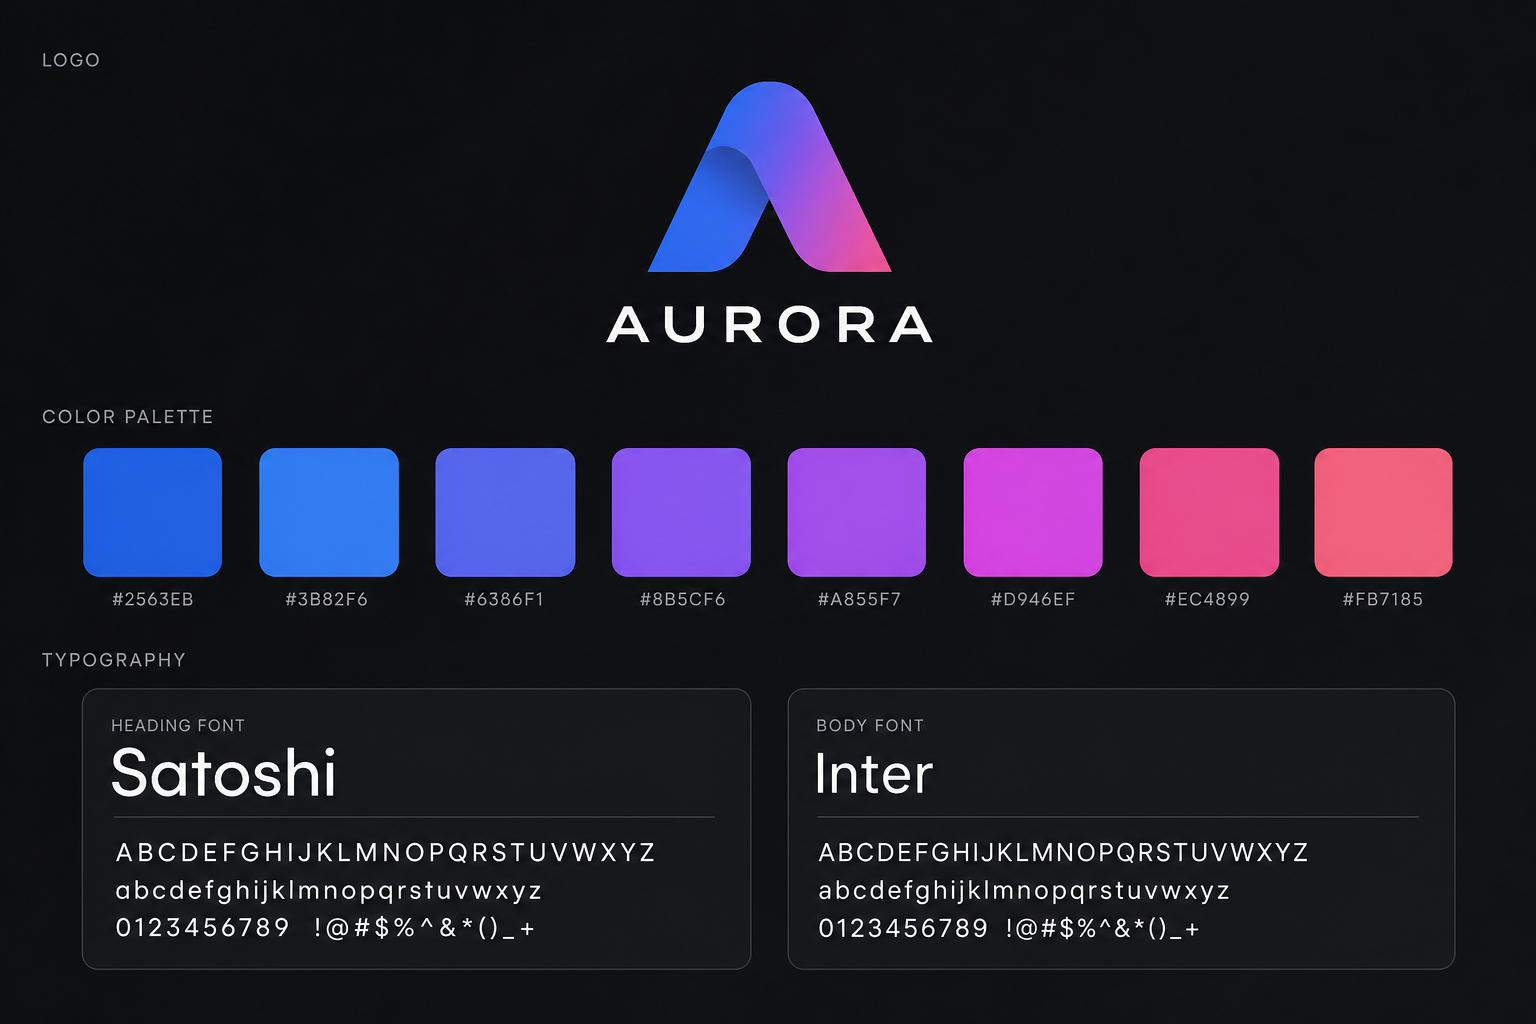 LOGO
AURORA
COLOR PALETTE
#2563EB
#3B82F6
#6386F1
#8B5CF6
#A855F7
#D946EF
#EC4899
#FB7185
TYPOGRAPHY
HEADING FONT
Satoshi
ABCDEFGHIJKLMNOPQRSTUVWXYZ
abcdefghijklmnopqrstuvwxyz
0123456789 !@#$%^&*()_+
BODY FONT
Inter
ABCDEFGHIJKLMNOPQRSTUVWXYZ
abcdefghijklmnopqrstuvwxyz
0123456789 !@#$%^&*()_+